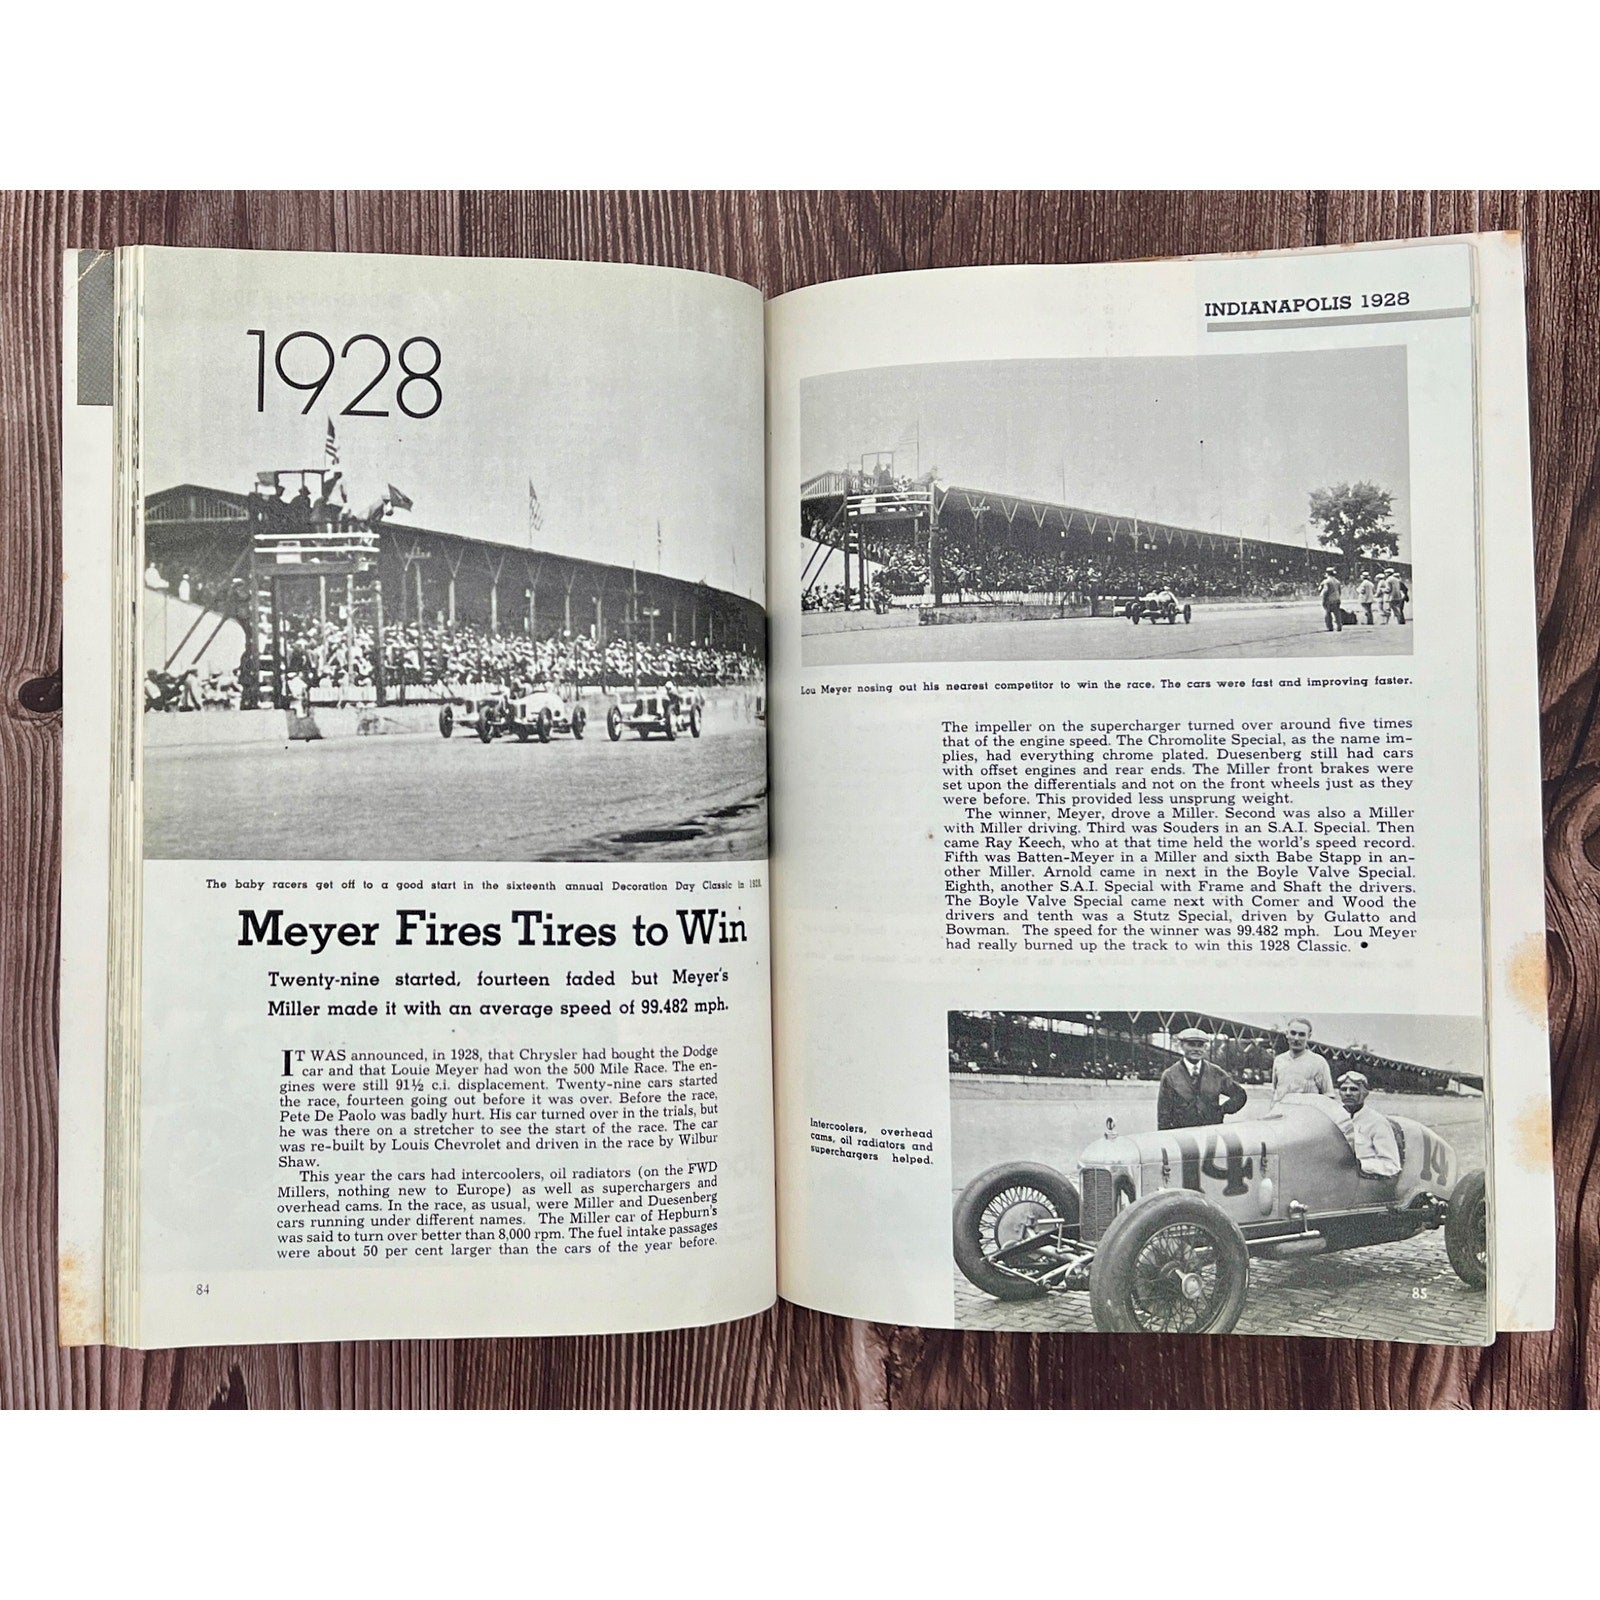 1928
The baby racers get off to a good start in the sixteenth annual Decoration Day Classic in 1928.
Meyer Fires Tires to Win
Twenty-nine started, fourteen faded but Meyer's
Miller made it with an average speed of 99.482 mph.
IT WAS announced, in 1928, that Chrysler had bought the Dodge
car and that Louie Meyer had won the 500 Mile Race. The en-
gines were still 91½ c.i. displacement. Twenty-nine cars started
the race, fourteen going out before it was over. Before the race,
Pete De Paolo was badly hurt. His car turned over in the trials, but
he was there on a stretcher to see the start of the race. The car
was re-built by Louis Chevrolet and driven in the race by Wilbur
Shaw.
This year the cars had intercoolers, oil radiators (on the FWD
Millers, nothing new to Europe) as well as superchargers and
overhead cams. In the race, as usual, were Miller and Duesenberg
cars running under different names. The Miller car of Hepburn's
was said to turn over better than 8,000 rpm. The fuel intake passages
were about 50 per cent larger than the cars of the year before.
84
INDIANAPOLIS 1928
Lou Meyer nosing out his nearest competitor to win the race. The cars were fast and improving faster.
The impeller on the supercharger turned over around five times
that of the engine speed. The Chromolite Special, as the name im-
plies, had everything chrome plated. Duesenberg still had cars
with offset engines and rear ends. The Miller front brakes were
set upon the differentials and not on the front wheels just as they
were before. This provided less unsprung weight.
The winner, Meyer, drove a Miller. Second was also a Miller
with Miller driving. Third was Souders in an S.A.I. Special. Then
came Ray Keech, who at that time held the world's speed record.
Fifth was Batten-Meyer in a Miller and sixth Babe Stapp in an-
other Miller. Arnold came in next in the Boyle Valve Special.
Eighth, another S.A.I. Special with Frame and Shaft the drivers.
The Boyle Valve Special came next with Comer and Wood the
drivers and tenth was a Stutz Special, driven by Gulatto and
Bowman. The speed for the winner was 99.482 mph. Lou Meyer
had really burned up the track to win this 1928 Classic. •
Intercoolers, overhead
cams, oil radiators and
superchargers helped.
14
14
85